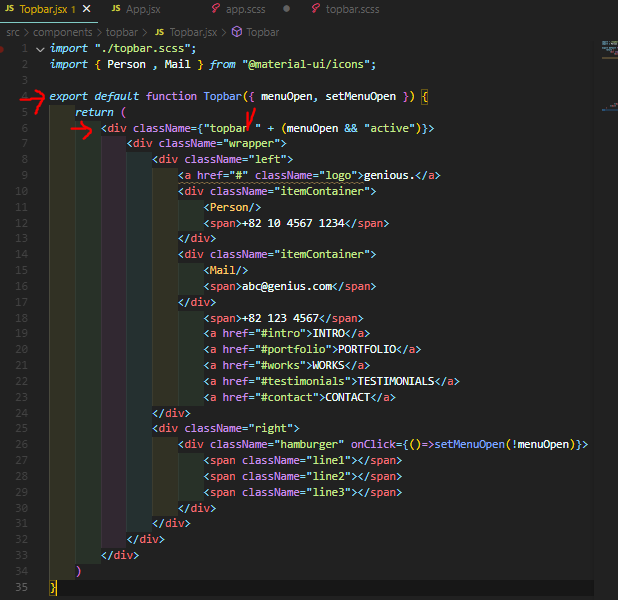 Topbar.jsx 1 × App.jsx app.scss ● topbar.scss
src > components > topbar > Topbar.jsx > Topbar
1 import "./topbar.scss";
2 import { Person , Mail } from "@material-ui/icons";
3
4 export default function Topbar({ menuOpen, setMenuOpen }) {
5 return (
6 <div className={"topbar " + (menuOpen && "active")}>
7 <div className="wrapper">
8 <div className="left">
9 <a href="#" className="logo">genious.</a>
10 <div className="itemContainer">
11 <Person/>
12 <span>+82 10 4567 1234</span>
13 </div>
14 <div className="itemContainer">
15 <Mail/>
16 <span>abc@genius.com</span>
17 </div>
18 <span>+82 123 4567</span>
19 <a href="#intro">INTRO</a>
20 <a href="#portfolio">PORTFOLIO</a>
21 <a href="#works">WORKS</a>
22 <a href="#testimonials">TESTIMONIALS</a>
23 <a href="#contact">CONTACT</a>
24 </div>
25 <div className="right">
26 <div className="hamburger" onClick={()=>setMenuOpen(!menuOpen)}>
27 <span className="line1"></span>
28 <span className="line2"></span>
29 <span className="line3"></span>
30 </div>
31 </div>
32 </div>
33 </div>
34 )
35 }